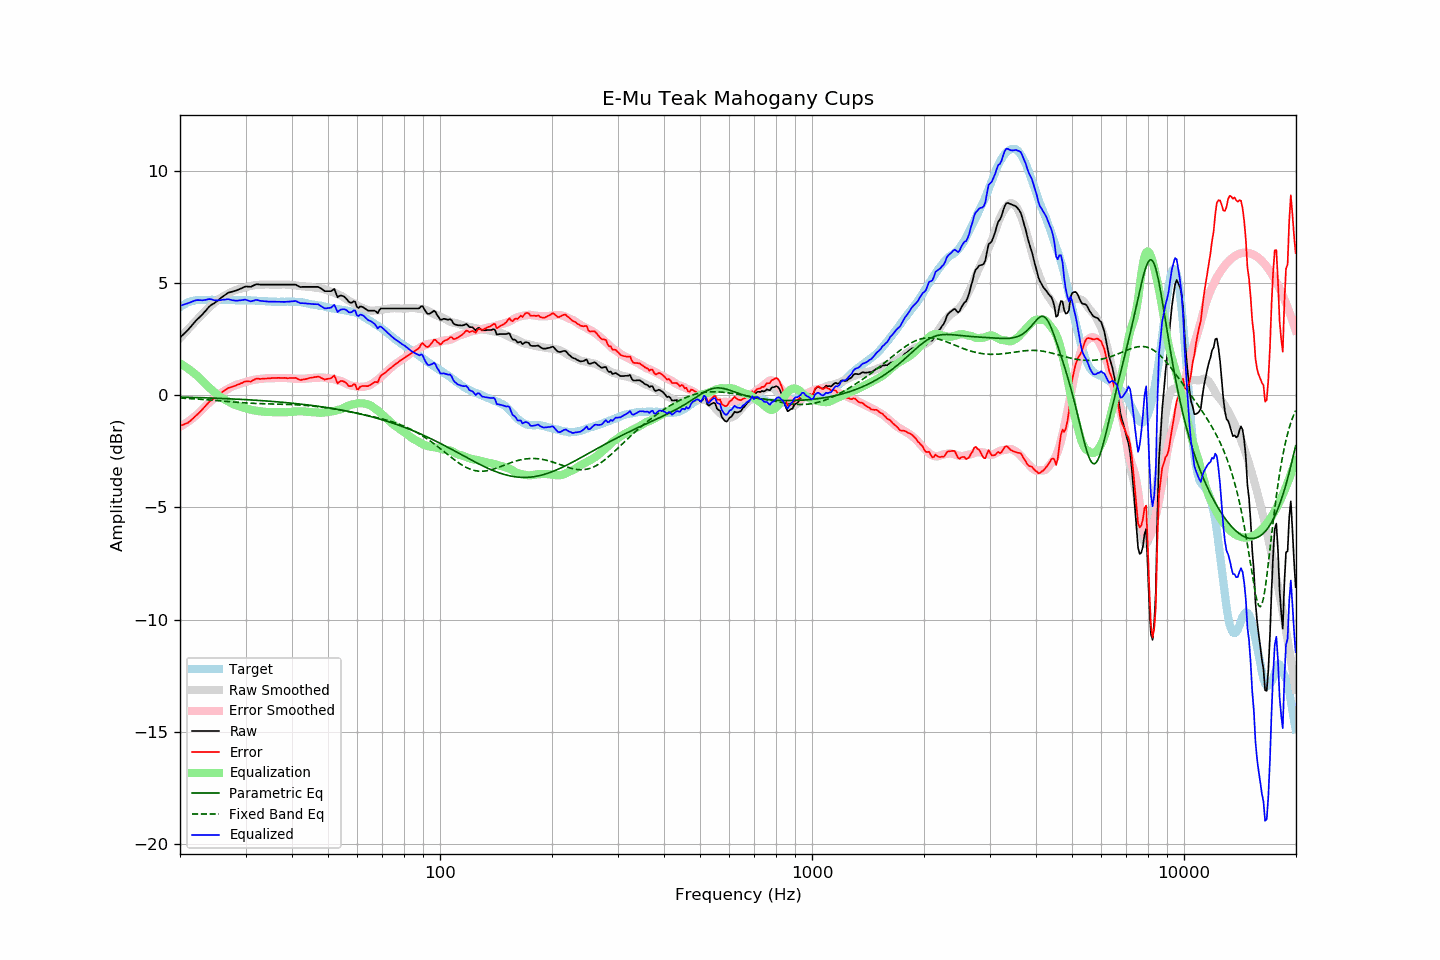 E-Mu Teak Mahogany Cups
10
5
0
−5
−10
−15
−20
Amplitude (dBr)
Target
Raw Smoothed
Error Smoothed
Raw
Error
Equalization
Parametric Eq
Fixed Band Eq
Equalized
100
1000
10000
Frequency (Hz)